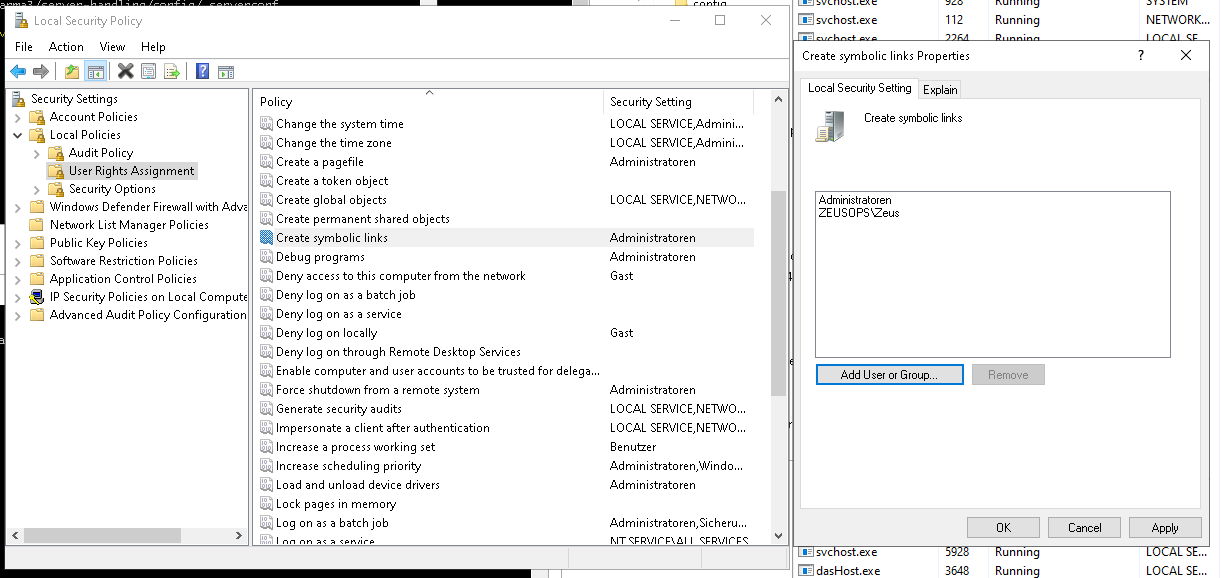 arma3/server-handling/config/.serverconf
config
Local Security Policy
File Action View Help
Security Settings
Account Policies
Local Policies
Audit Policy
User Rights Assignment
Security Options
Windows Defender Firewall with Adva
Network List Manager Policies
Public Key Policies
Software Restriction Policies
Application Control Policies
IP Security Policies on Local Compute
Advanced Audit Policy Configuration
Policy Security Setting
Change the system time LOCAL SERVICE,Admini...
Change the time zone LOCAL SERVICE,Admini...
Create a pagefile Administratoren
Create a token object
Create global objects LOCAL SERVICE,NETWO...
Create permanent shared objects
Create symbolic links Administratoren
Debug programs Administratoren
Deny access to this computer from the network Gast
Deny log on as a batch job
Deny log on as a service
Deny log on locally Gast
Deny log on through Remote Desktop Services
Enable computer and user accounts to be trusted for delega...
Force shutdown from a remote system Administratoren
Generate security audits LOCAL SERVICE,NETWO...
Impersonate a client after authentication LOCAL SERVICE,NETWO...
Increase a process working set Benutzer
Increase scheduling priority Administratoren,Windo...
Load and unload device drivers Administratoren
Lock pages in memory
Log on as a batch job Administratoren,Sicheru...
Log on as a service NT SERVICE\ALL SERVICES
svchost.exe 928 Running SYSTEM
svchost.exe 112 Running NETWORK...
svchost.exe 2264 Running LOCAL SE...
Create symbolic links Properties ?
Local Security Setting Explain
Create symbolic links
Administratoren
ZEUSOPS\Zeus
Add User or Group... Remove
OK Cancel Apply
svchost.exe 5928 Running LOCAL SE...
dasHost.exe 3648 Running LOCAL SE...